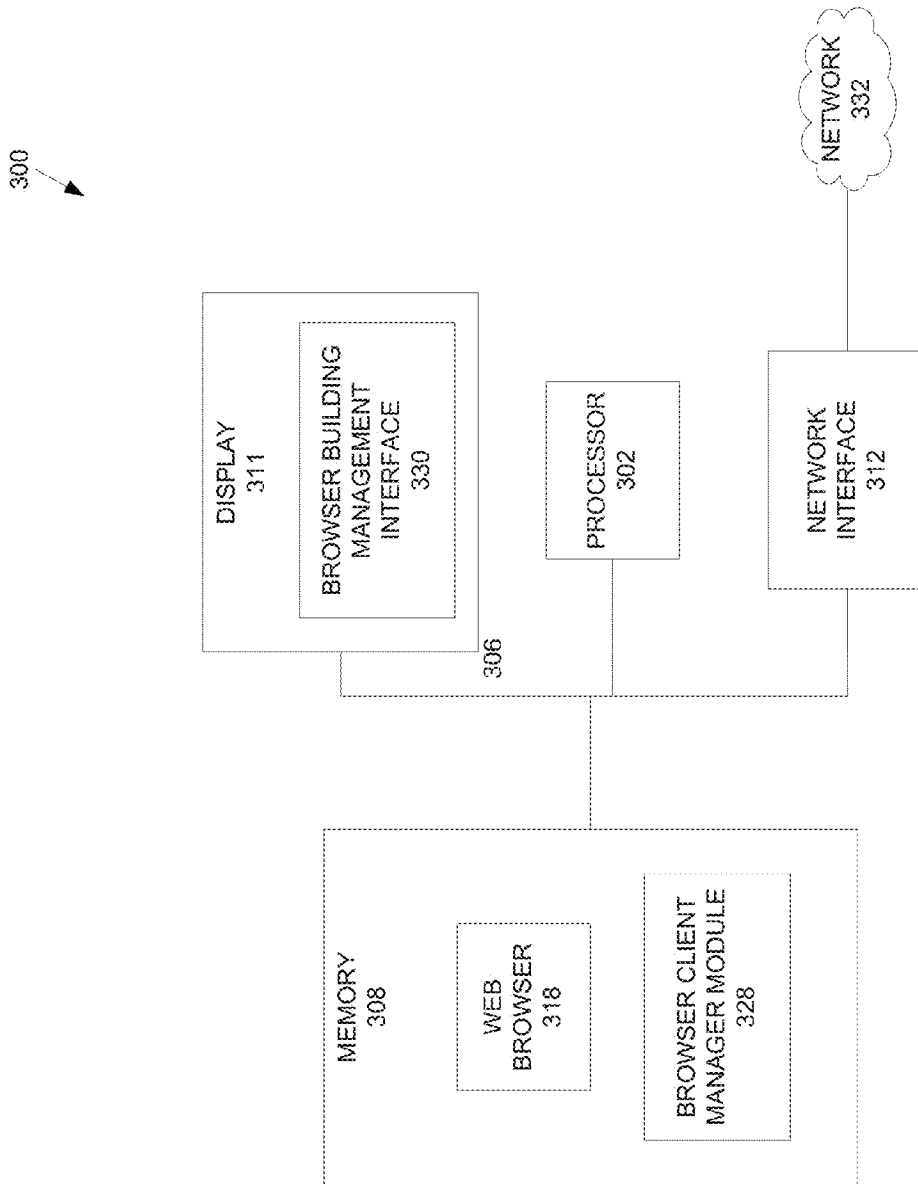 300
MEMORY
308
WEB
BROWSER
318
BROWSER CLIENT
MANAGER MODULE
328
306
DISPLAY
311
BROWSER BUILDING
MANAGEMENT
INTERFACE
330
PROCESSOR
302
NETWORK
INTERFACE
312
NETWORK
332